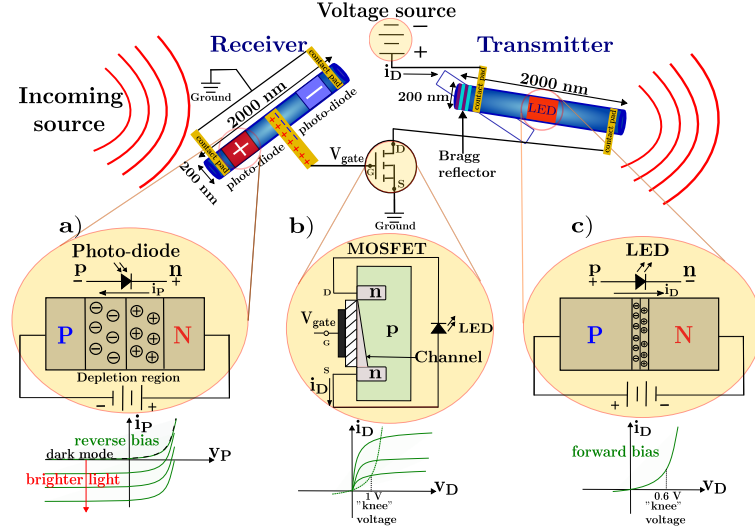 Voltage source
−
+
Receiver
Transmitter
Incoming
source
Ground
contact pad
2000 nm
photo-diode
photo-diode
contact pad
200 nm
i_D
200 nm
contact pad
2000 nm
LED
contact pad
Bragg
reflector
V_gate
G
D
S
Ground
a)
b)
c)
Photo-diode
p
n
−
+
i_P
P
N
Depletion region
−
+
MOSFET
D
n
V_gate
G
p
LED
Channel
S
n
i_D
LED
p
n
+
−
i_D
P
N
+
−
i_P
reverse bias
dark mode
V_P
brighter light
i_D
V_D
1 V
"knee"
voltage
i_D
forward bias
V_D
0.6 V
"knee"
voltage